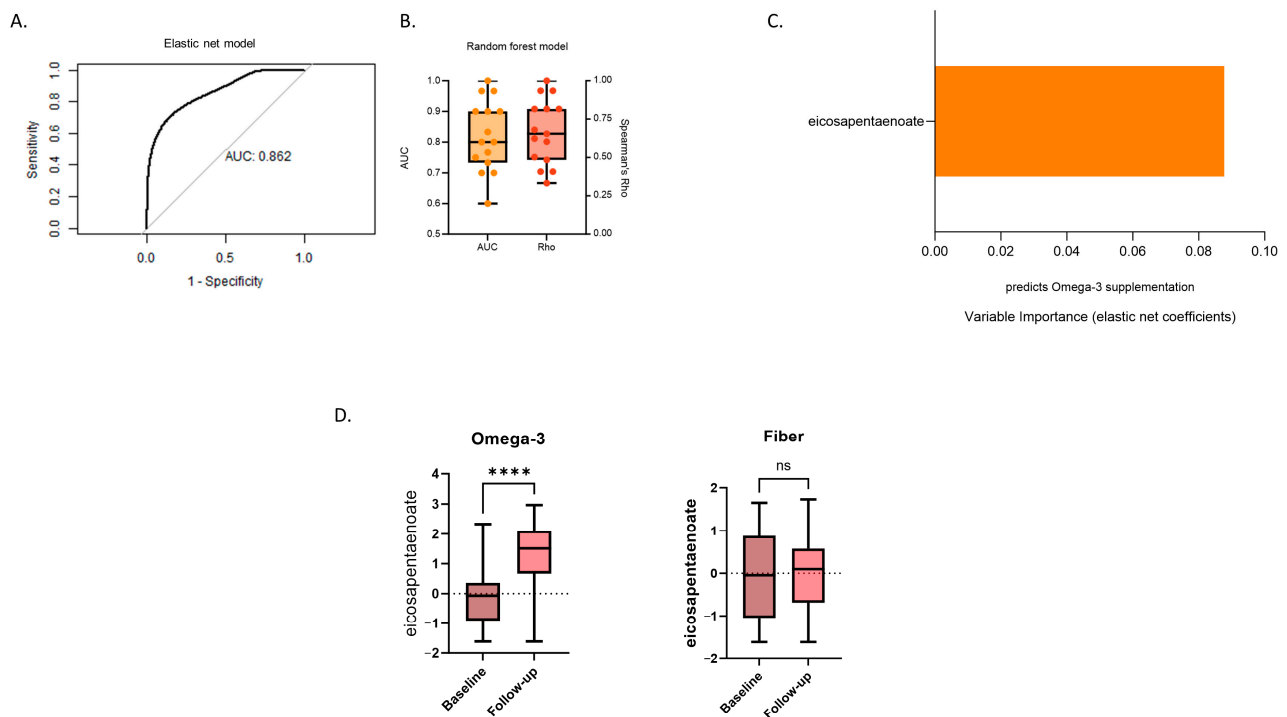 A.
Elastic net model
Sensitivity
0.0 0.2 0.4 0.6 0.8 1.0
AUC: 0.862
0.0 0.5 1.0
1 - Specificity
B.
Random forest model
AUC
1.0
0.9
0.8
0.7
0.6
0.5
1.00
0.75
0.50
0.25
0.00
Spearman's Rho
AUC Rho
C.
eicosapentaenoate
0.00 0.02 0.04 0.06 0.08 0.10
predicts Omega-3 supplementation
Variable Importance (elastic net coefficients)
D.
Omega-3
****
eicosapentaenoate
4
3
2
1
0
−1
−2
Baseline
Follow-up
Fiber
ns
eicosapentaenoate
2
1
0
−1
−2
Baseline
Follow-up